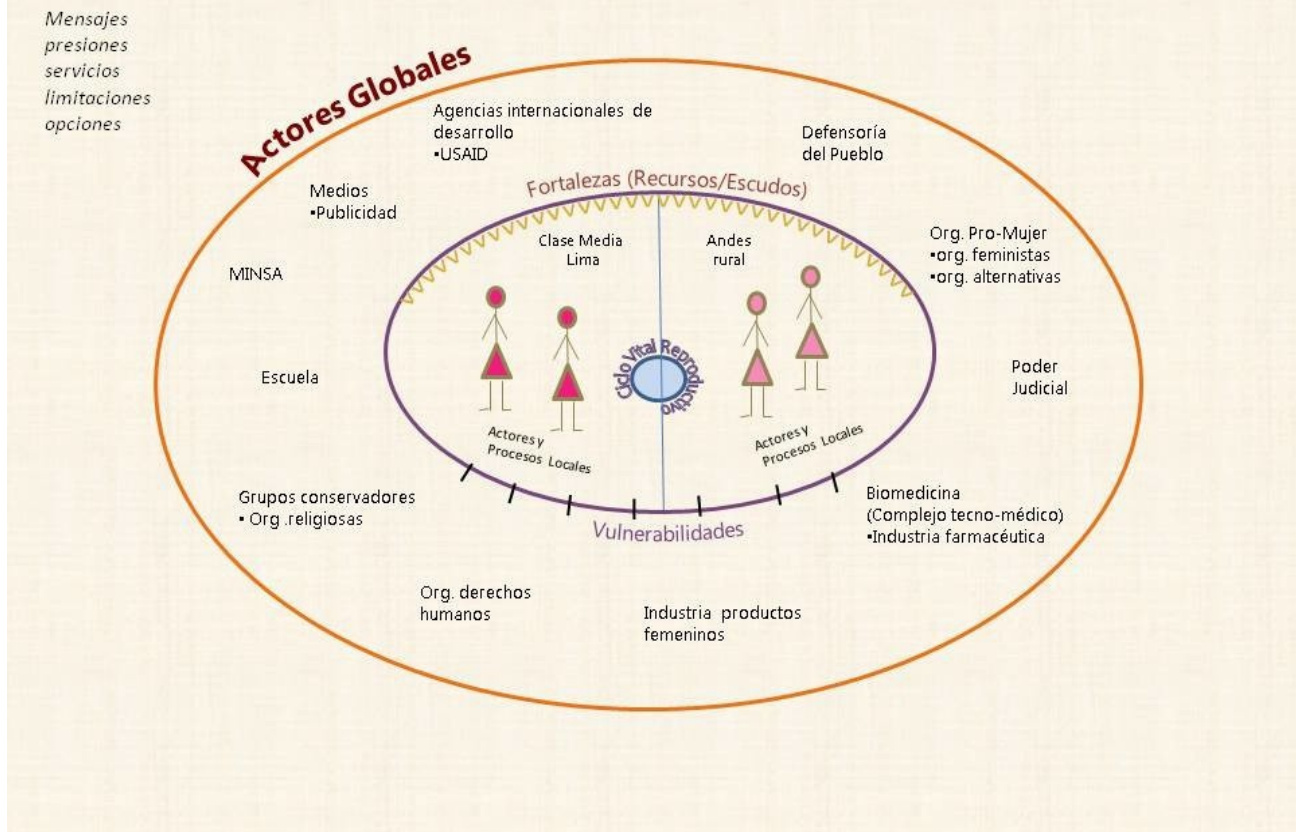 Mensajes
presiones
servicios
limitaciones
opciones
Actores Globales
Agencias internacionales de
desarrollo
▪USAID
Defensoría
del Pueblo
Medios
▪Publicidad
Fortalezas (Recursos/Escudos)
Org. Pro-Mujer
▪org. feministas
▪org. alternativas
MINSA
Clase Media
Lima
Andes
rural
Escuela
Ciclo Vital Reproductivo
Poder
Judicial
Actores y
Procesos Locales
Actores y
Procesos Locales
Grupos conservadores
▪ Org .religiosas
Biomedicina
(Complejo tecno-médico)
▪Industria farmacéutica
Vulnerabilidades
Org. derechos
humanos
Industria productos
femeninos